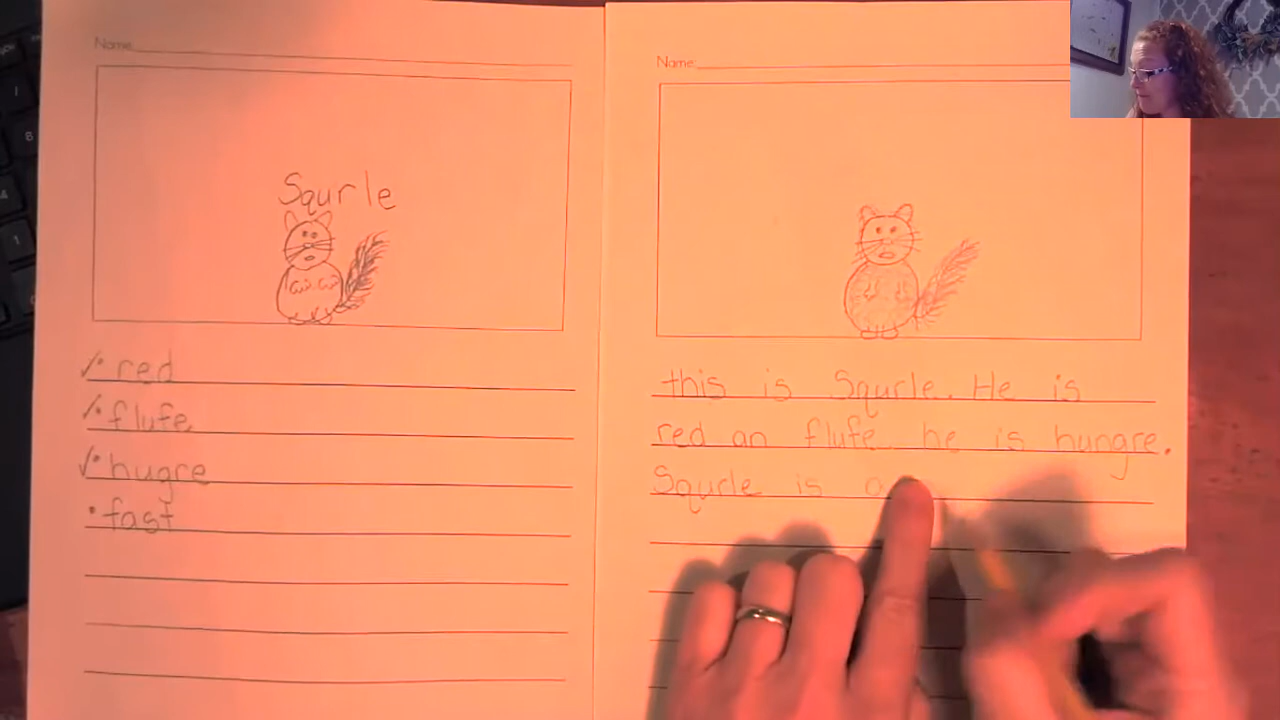 Name:
Squrle
red
flufe
hugre
fast
Name:
this is Squrle. He is
red an flufe he is hungre.
Squrle is a